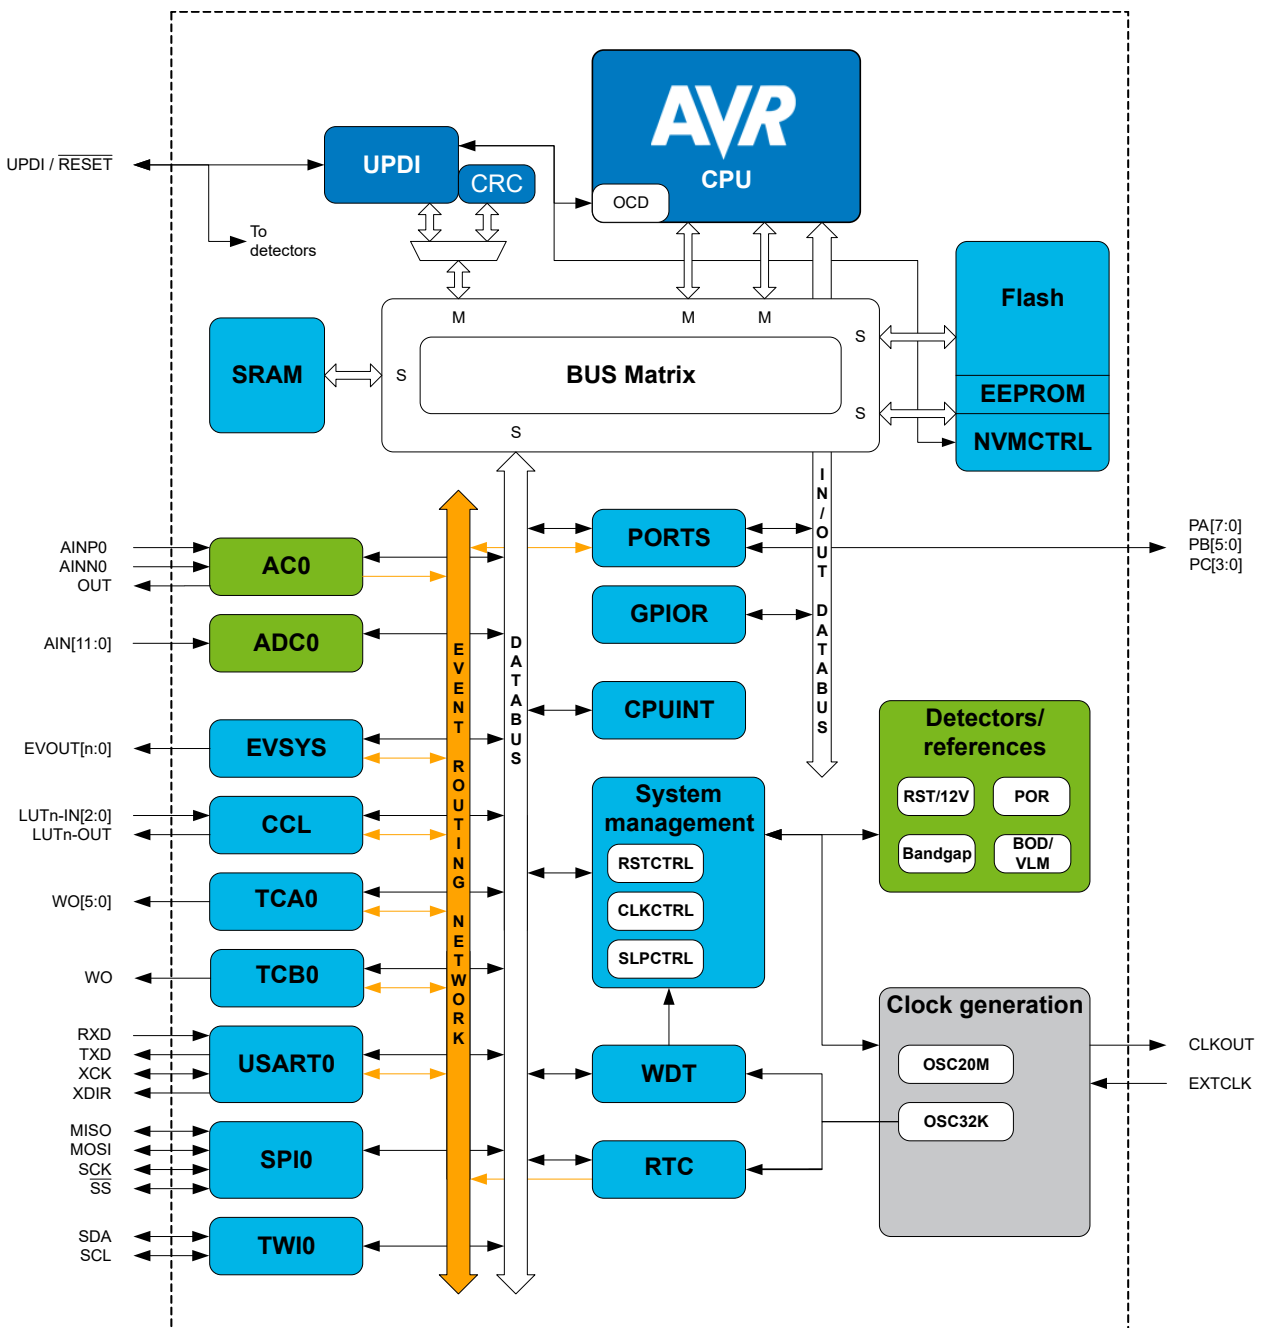 AVR
CPU
OCD
UPDI
CRC
UPDI / RESET
To
detectors
M
M
M
Flash
EEPROM
NVMCTRL
SRAM
S
BUS Matrix
S
S
S
IN/OUT DATABUS
DATABUS
EVENT ROUTING NETWORK
AINP0
AINN0
OUT
AC0
AIN[11:0]
ADC0
EVOUT[n:0]
EVSYS
LUTn-IN[2:0]
LUTn-OUT
CCL
WO[5:0]
TCA0
WO
TCB0
RXD
TXD
XCK
XDIR
USART0
MISO
MOSI
SCK
SS
SPI0
SDA
SCL
TWI0
PORTS
PA[7:0]
PB[5:0]
PC[3:0]
GPIOR
CPUINT
System
management
RSTCTRL
CLKCTRL
SLPCTRL
WDT
RTC
Detectors/
references
RST/12V
POR
Bandgap
BOD/
VLM
Clock generation
OSC20M
OSC32K
CLKOUT
EXTCLK